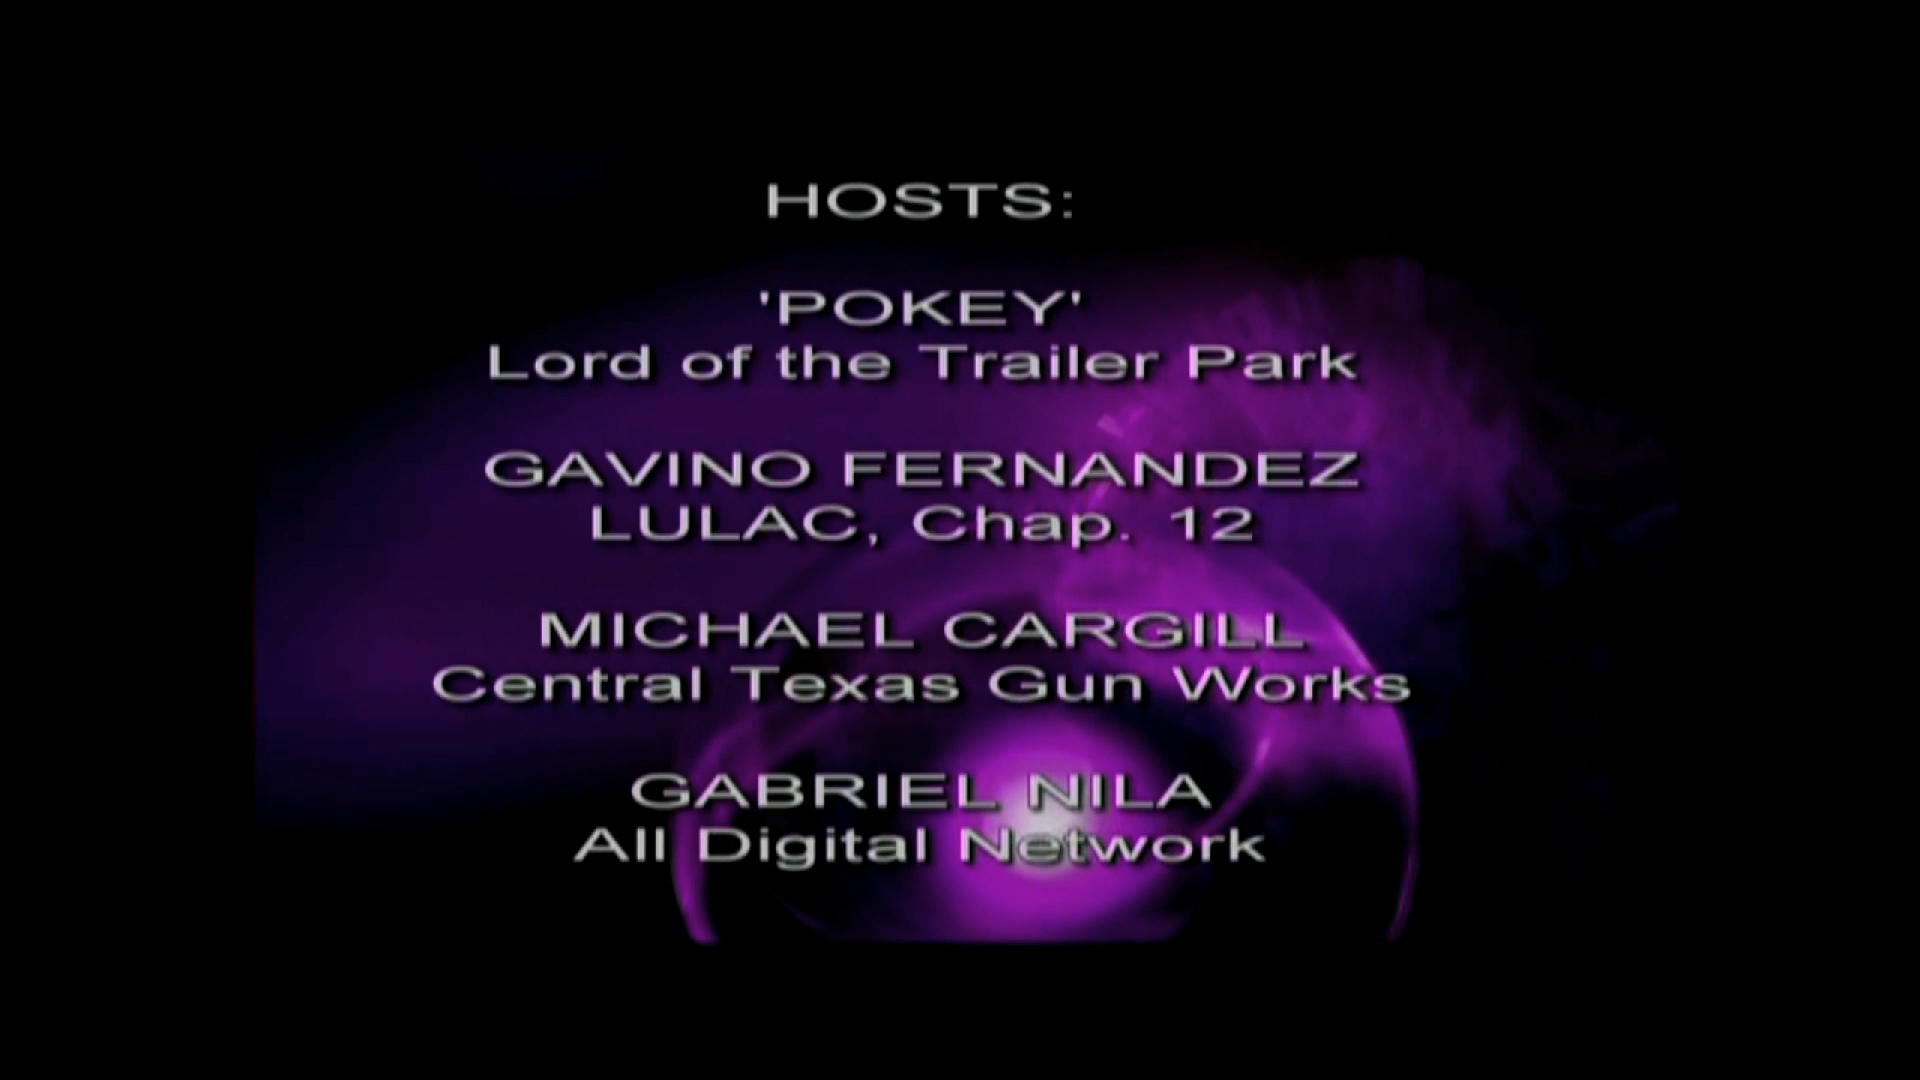 HOSTS:
'POKEY'
Lord of the Trailer Park
GAVINO FERNANDEZ
LULAC, Chap. 12
MICHAEL CARGILL
Central Texas Gun Works
GABRIEL NILA
All Digital Network